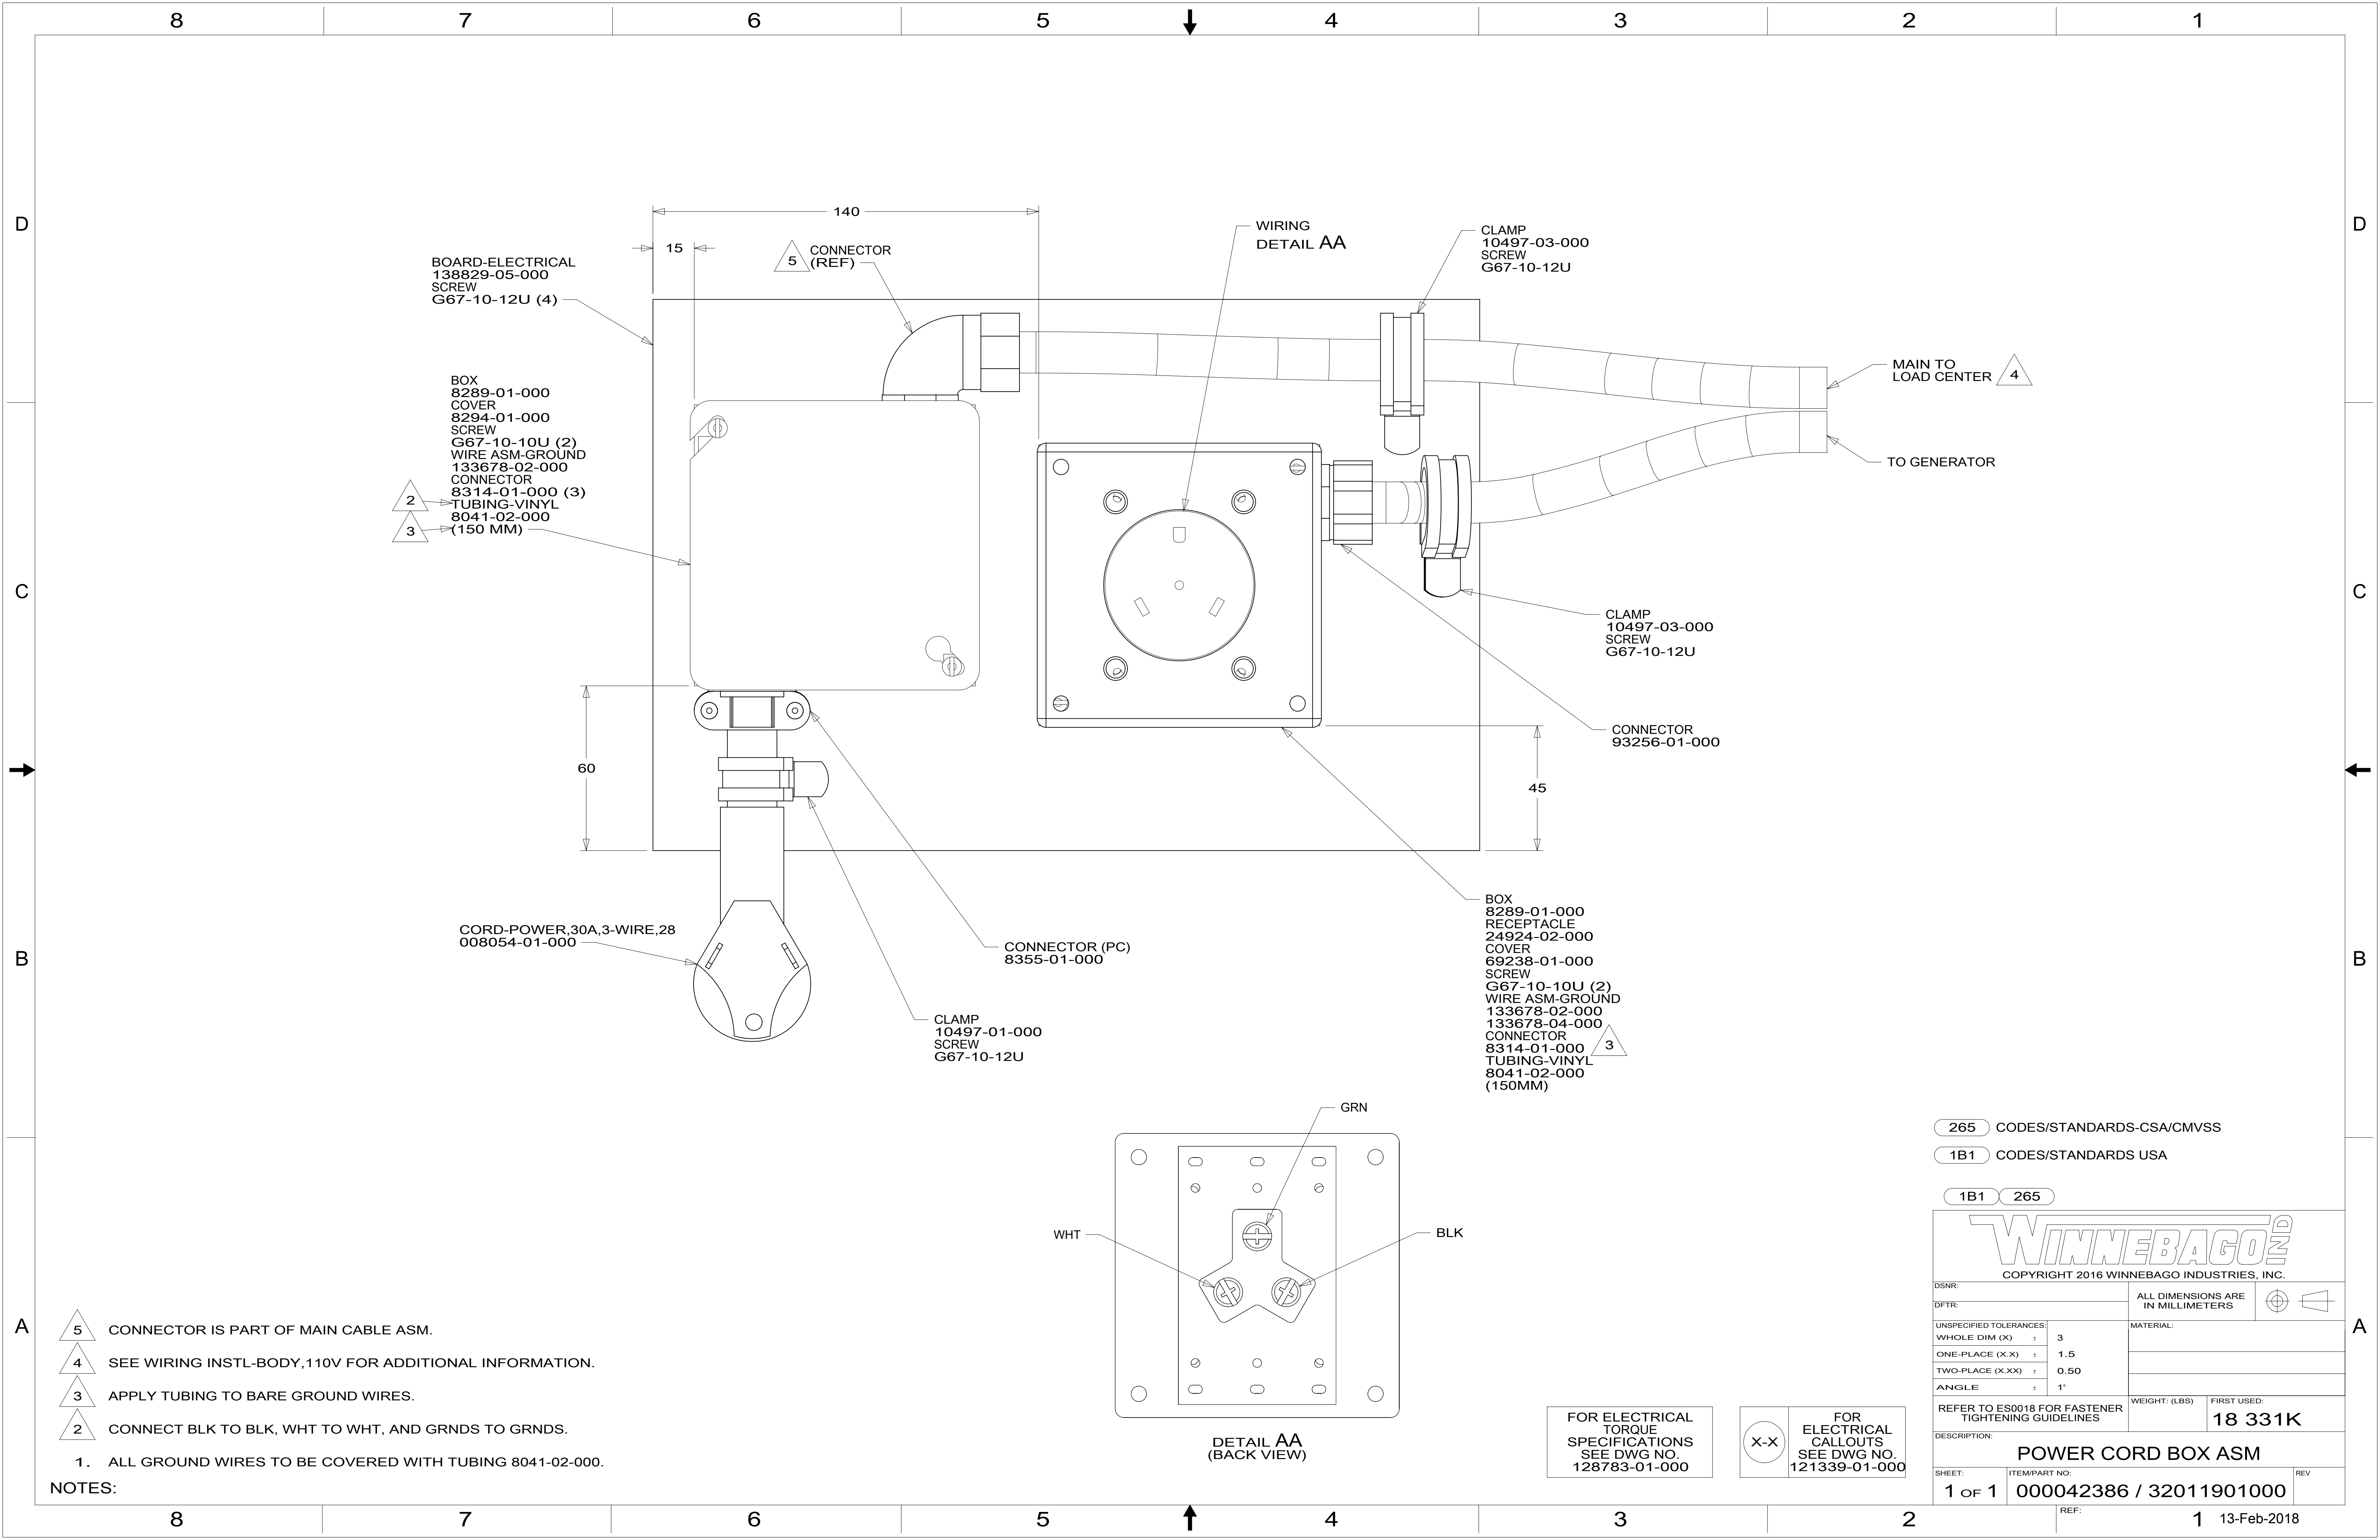 8 7 6 5 4 3 2 1
D
D
140
15
WIRING
DETAIL AA
CLAMP
10497-03-000
SCREW
G67-10-12U
5
CONNECTOR
(REF)
BOARD-ELECTRICAL
138829-05-000
SCREW
G67-10-12U (4)
MAIN TO
LOAD CENTER
4
BOX
8289-01-000
COVER
8294-01-000
SCREW
G67-10-10U (2)
WIRE ASM-GROUND
133678-02-000
CONNECTOR
8314-01-000 (3)
2
TUBING-VINYL
8041-02-000
3
(150 MM)
TO GENERATOR
C
C
CLAMP
10497-03-000
SCREW
G67-10-12U
CONNECTOR
93256-01-000
60
45
CORD-POWER,30A,3-WIRE,28
008054-01-000
CONNECTOR (PC)
8355-01-000
B
B
CLAMP
10497-01-000
SCREW
G67-10-12U
BOX
8289-01-000
RECEPTACLE
24924-02-000
COVER
69238-01-000
SCREW
G67-10-10U (2)
WIRE ASM-GROUND
133678-02-000
133678-04-000
CONNECTOR
8314-01-000
3
TUBING-VINYL
8041-02-000
(150MM)
GRN
WHT
BLK
DETAIL AA
(BACK VIEW)
265 CODES/STANDARDS-CSA/CMVSS
1B1 CODES/STANDARDS USA
1B1 265
A
A
5 CONNECTOR IS PART OF MAIN CABLE ASM.
4 SEE WIRING INSTL-BODY,110V FOR ADDITIONAL INFORMATION.
3 APPLY TUBING TO BARE GROUND WIRES.
2 CONNECT BLK TO BLK, WHT TO WHT, AND GRNDS TO GRNDS.
1. ALL GROUND WIRES TO BE COVERED WITH TUBING 8041-02-000.
NOTES:
FOR ELECTRICAL
TORQUE
SPECIFICATIONS
SEE DWG NO.
128783-01-000
X-X
FOR
ELECTRICAL
CALLOUTS
SEE DWG NO.
121339-01-000
WINNEBAGO IND
COPYRIGHT 2016 WINNEBAGO INDUSTRIES, INC.
DSNR:
DFTR:
ALL DIMENSIONS ARE
IN MILLIMETERS
UNSPECIFIED TOLERANCES:
WHOLE DIM (X) ± 3
ONE-PLACE (X.X) ± 1.5
TWO-PLACE (X.XX) ± 0.50
ANGLE ± 1°
MATERIAL:
REFER TO ES0018 FOR FASTENER
TIGHTENING GUIDELINES
WEIGHT: (LBS)
FIRST USED:
18 331K
DESCRIPTION:
POWER CORD BOX ASM
SHEET:
1 OF 1
ITEM/PART NO:
000042386 / 32011901000
REV
REF:
8 7 6 5 4 3 2 1
13-Feb-2018